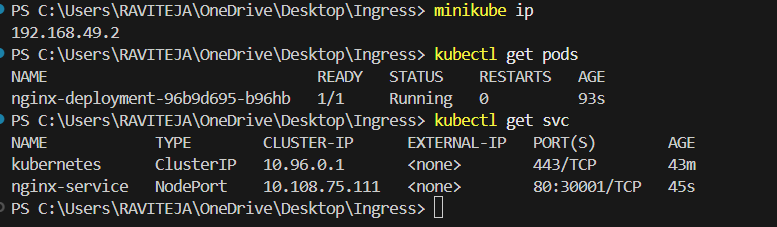 PS C:\Users\RAVITEJA\OneDrive\Desktop\Ingress> minikube ip
192.168.49.2
PS C:\Users\RAVITEJA\OneDrive\Desktop\Ingress> kubectl get pods
NAME READY STATUS RESTARTS AGE
nginx-deployment-96b9d695-b96hb 1/1 Running 0 93s
PS C:\Users\RAVITEJA\OneDrive\Desktop\Ingress> kubectl get svc
NAME TYPE CLUSTER-IP EXTERNAL-IP PORT(S) AGE
kubernetes ClusterIP 10.96.0.1 <none> 443/TCP 43m
nginx-service NodePort 10.108.75.111 <none> 80:30001/TCP 45s
PS C:\Users\RAVITEJA\OneDrive\Desktop\Ingress>